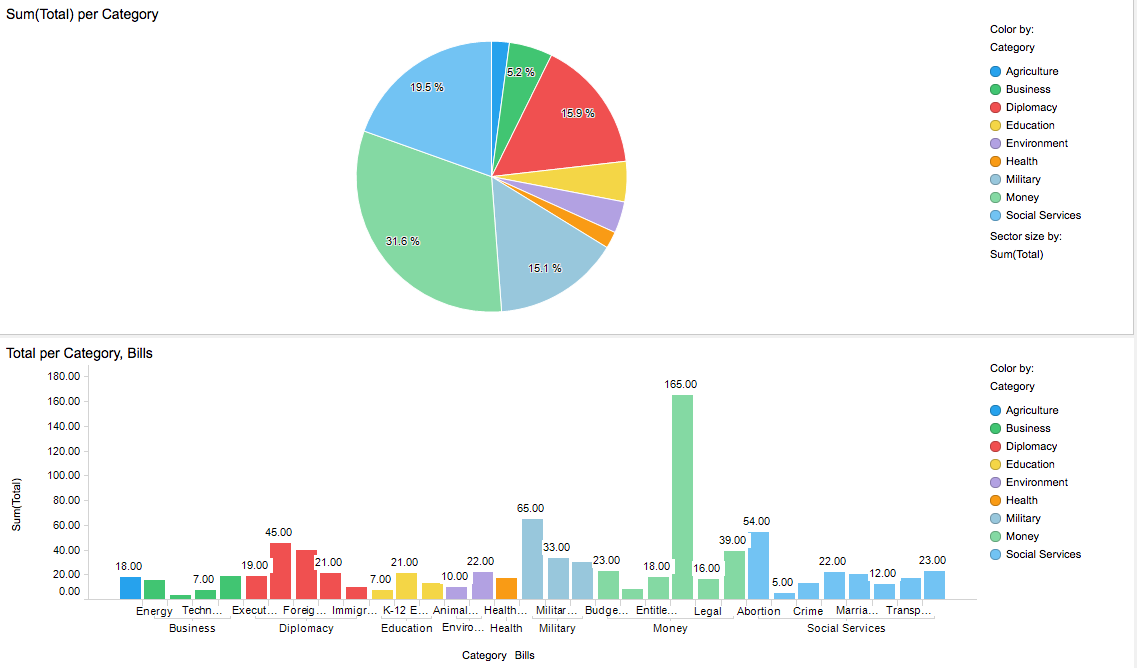 Sum(Total) per Category
Color by:
Category
Agriculture
Business
Diplomacy
Education
Environment
Health
Military
Money
Social Services
Sector size by:
Sum(Total)
19.5 %
5.2 %
15.9 %
31.6 %
15.1 %
Total per Category, Bills
Color by:
Category
Agriculture
Business
Diplomacy
Education
Environment
Health
Military
Money
Social Services
Sum(Total)
180.00
160.00
140.00
120.00
100.00
80.00
60.00
40.00
20.00
0.00
18.00 7.00 19.00 45.00 21.00 7.00 21.00 10.00 22.00 65.00 33.00 23.00 18.00 165.00 16.00 39.00 54.00 5.00 22.00 12.00 23.00
Energy Techn... Execut... Foreig... Immigr... K-12 E... Animal... Health... Militar... Budge... Entitle... Legal Abortion Crime Marria... Transp...
Business Diplomacy Education Enviro... Health Military Money Social Services
Category Bills